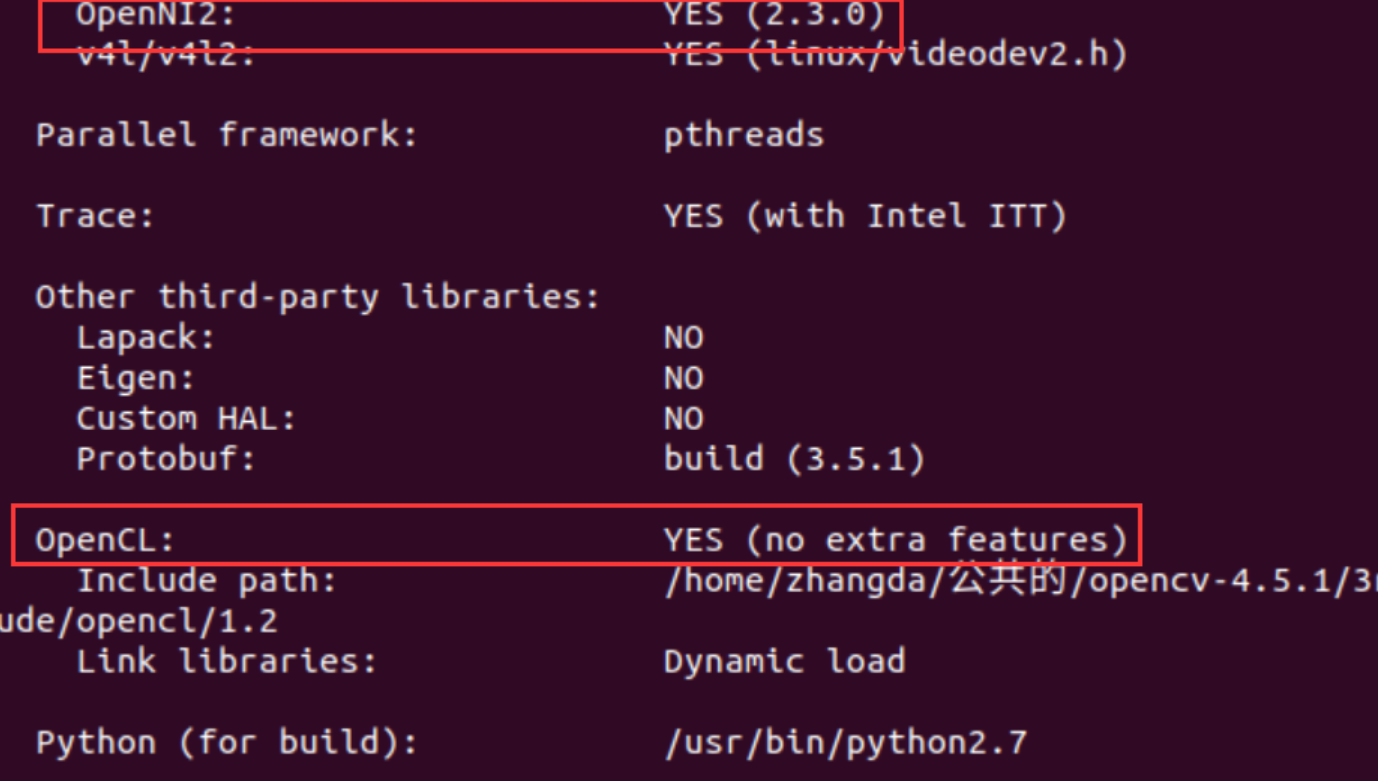 OpenNI2: YES (2.3.0)
v4l/v4l2: YES (linux/videodev2.h)
Parallel framework: pthreads
Trace: YES (with Intel ITT)
Other third-party libraries:
Lapack: NO
Eigen: NO
Custom HAL: NO
Protobuf: build (3.5.1)
OpenCL: YES (no extra features)
Include path: /home/zhangda/公共的/opencv-4.5.1/3
ude/opencl/1.2
Link libraries: Dynamic load
Python (for build): /usr/bin/python2.7